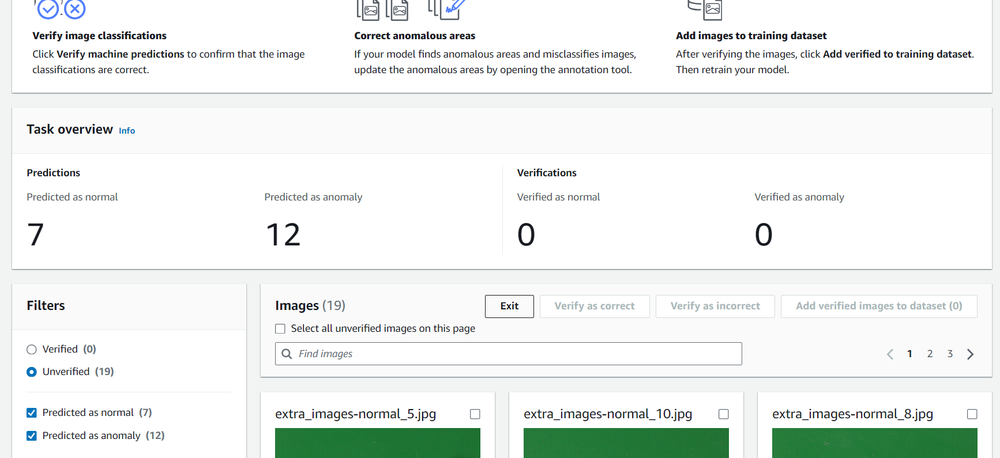 Verify image classifications
Click Verify machine predictions to confirm that the image
classifications are correct.
Correct anomalous areas
If your model finds anomalous areas and misclassifies images,
update the anomalous areas by opening the annotation tool.
Add images to training dataset
After verifying the images, click Add verified to training dataset.
Then retrain your model.
Task overview Info
Predictions
Predicted as normal
7
Predicted as anomaly
12
Verifications
Verified as normal
0
Verified as anomaly
0
Filters
Verified (0)
Unverified (19)
Predicted as normal (7)
Predicted as anomaly (12)
Images (19)
Exit
Verify as correct
Verify as incorrect
Add verified images to dataset (0)
Select all unverified images on this page
Find images
1 2 3
extra_images-normal_5.jpg
extra_images-normal_10.jpg
extra_images-normal_8.jpg